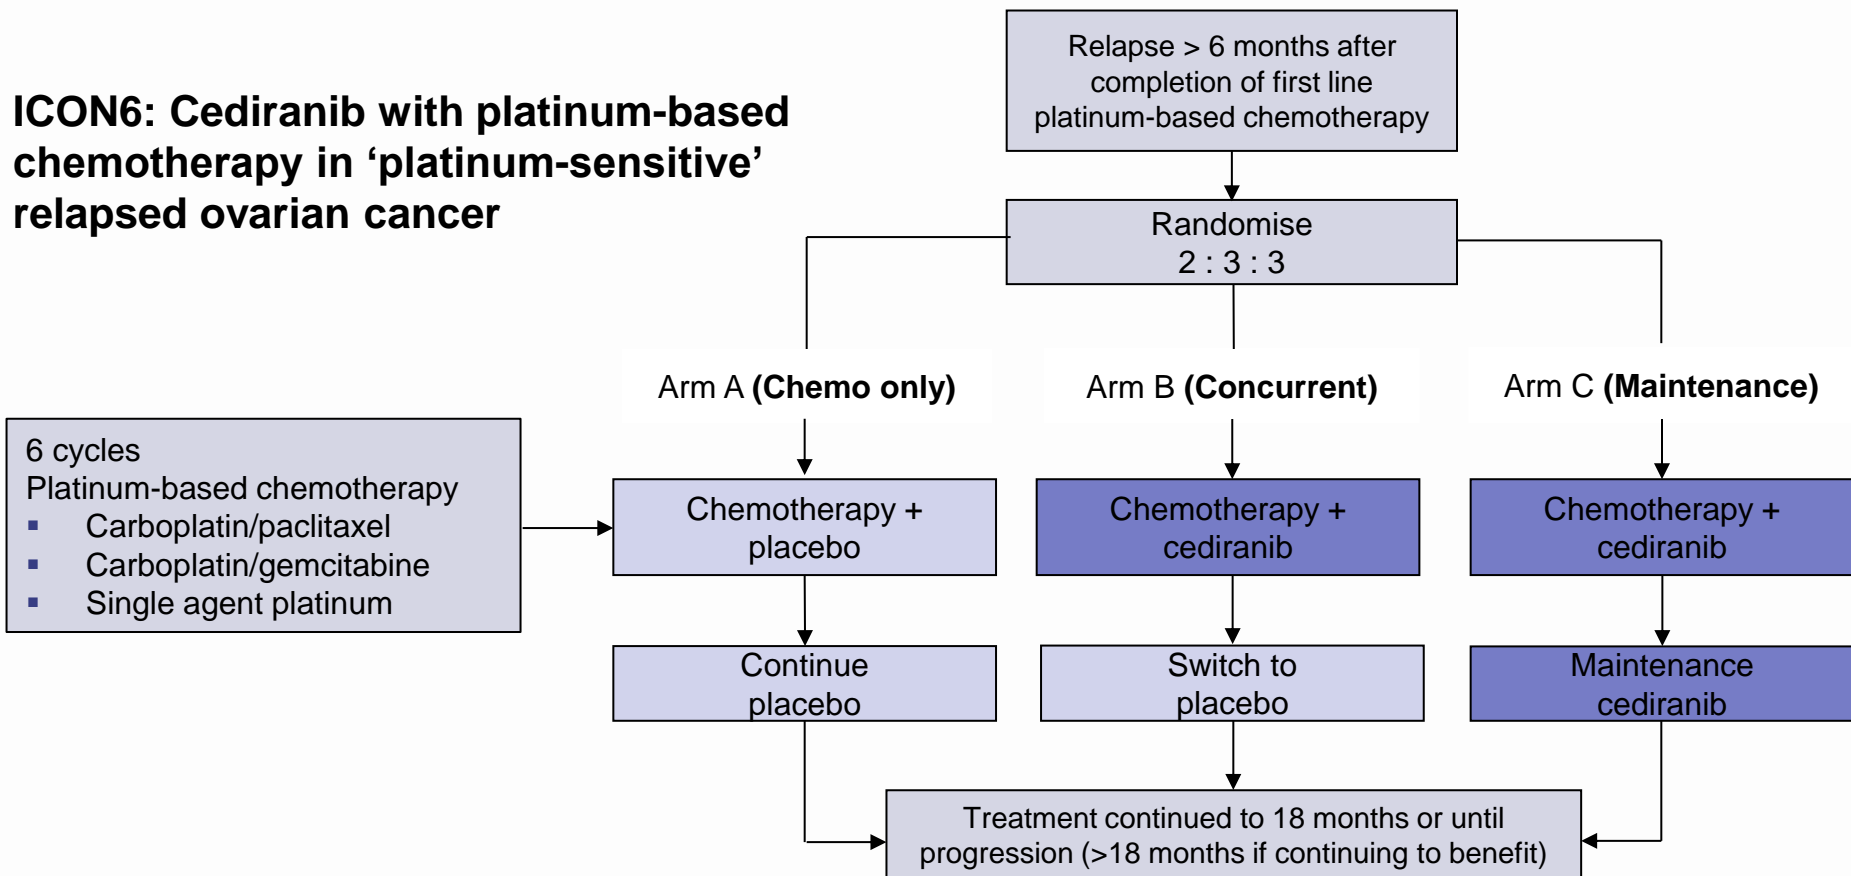 ICON6: Cediranib with platinum-based
chemotherapy in ‘platinum-sensitive’
relapsed ovarian cancer
Relapse > 6 months after
completion of first line
platinum-based chemotherapy
Randomise
2 : 3 : 3
Arm A (Chemo only)
Arm B (Concurrent)
Arm C (Maintenance)
6 cycles
Platinum-based chemotherapy
▪ Carboplatin/paclitaxel
▪ Carboplatin/gemcitabine
▪ Single agent platinum
Chemotherapy +
placebo
Chemotherapy +
cediranib
Chemotherapy +
cediranib
Continue
placebo
Switch to
placebo
Maintenance
cediranib
Treatment continued to 18 months or until
progression (>18 months if continuing to benefit)